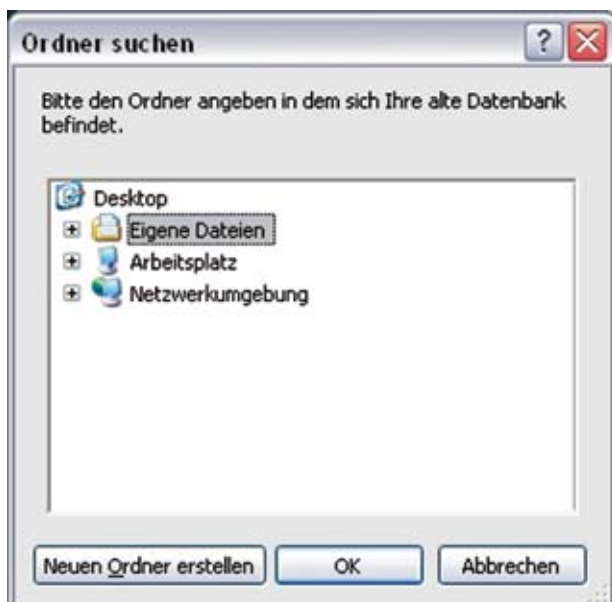 Ordner suchen
Bitte den Ordner angeben in dem sich Ihre alte Datenbank
befindet.
Desktop
Eigene Dateien
Arbeitsplatz
Netzwerkumgebung
Neuen Ordner erstellen OK Abbrechen